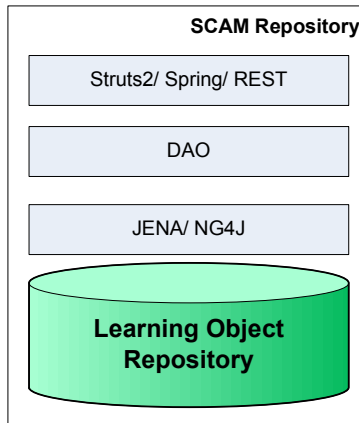 SCAM Repository
Struts2/ Spring/ REST
DAO
JENA/ NG4J
Learning Object
Repository